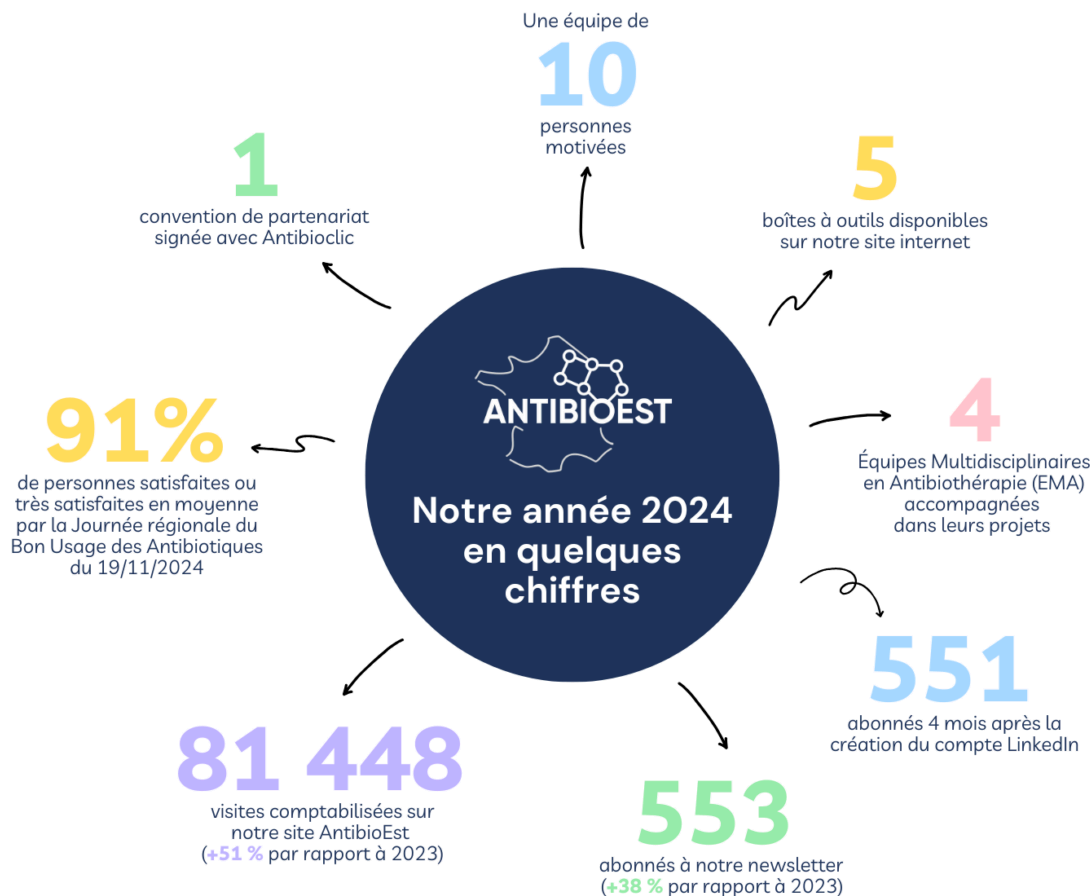 Une équipe de
10
personnes
motivées
1
convention de partenariat
signée avec Antibioclic
5
boîtes à outils disponibles
sur notre site internet
ANTIBIOEST
Notre année 2024
en quelques
chiffres
91%
de personnes satisfaites ou
très satisfaites en moyenne
par la Journée régionale du
Bon Usage des Antibiotiques
du 19/11/2024
4
Équipes Multidisciplinaires
en Antibiothérapie (EMA)
accompagnées
dans leurs projets
551
abonnés 4 mois après la
création du compte LinkedIn
81 448
visites comptabilisées sur
notre site AntibioEst
(+51 % par rapport à 2023)
553
abonnés à notre newsletter
(+38 % par rapport à 2023)